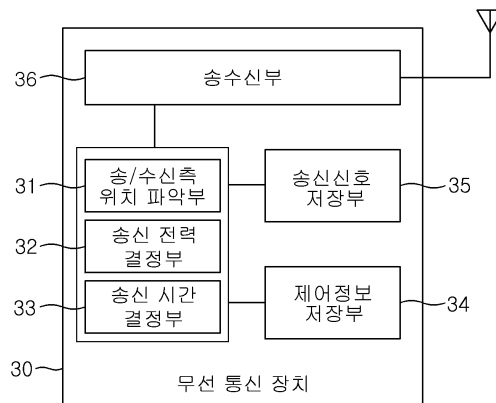 36
송수신부
31
송/수신측
위치 파악부
송신신호
저장부
35
32
송신 전력
결정부
33
송신 시간
결정부
제어정보
저장부
34
30
무선 통신 장치